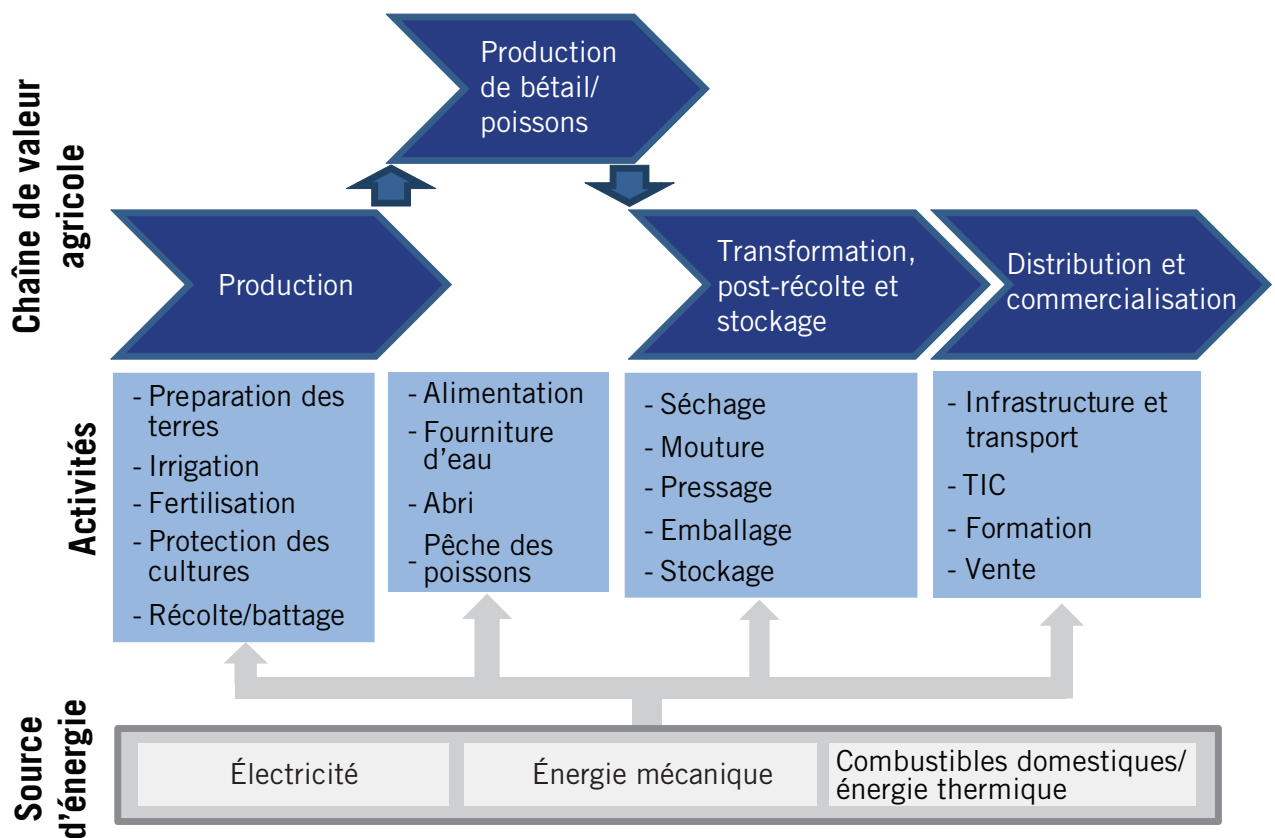 Chaîne de valeur
agricole
Production
de bétail/
poissons
Production
Transformation,
post-récolte et
stockage
Distribution et
commercialisation
Activités
- Preparation des
terres
- Irrigation
- Fertilisation
- Protection des
cultures
- Récolte/battage
- Alimentation
- Fourniture
d'eau
- Abri
- Pêche des
poissons
- Séchage
- Mouture
- Pressage
- Emballage
- Stockage
- Infrastructure et
transport
- TIC
- Formation
- Vente
Source
d'énergie
Électricité
Énergie mécanique
Combustibles domestiques/
énergie thermique